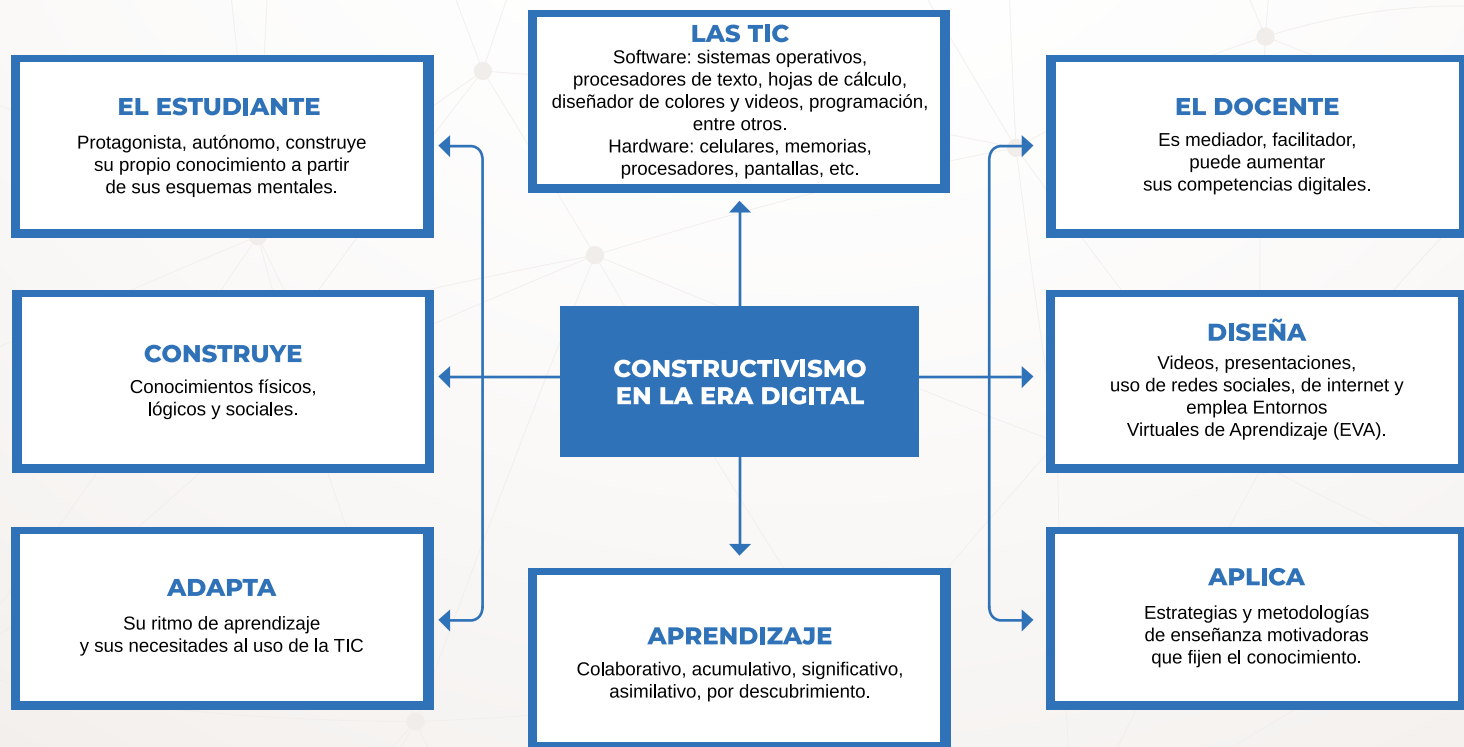 LAS TIC
Software: sistemas operativos,
procesadores de texto, hojas de cálculo,
diseñador de colores y videos, programación,
entre otros.
Hardware: celulares, memorias,
procesadores, pantallas, etc.
EL ESTUDIANTE
Protagonista, autónomo, construye
su propio conocimiento a partir
de sus esquemas mentales.
EL DOCENTE
Es mediador, facilitador,
puede aumentar
sus competencias digitales.
CONSTRUYE
Conocimientos físicos,
lógicos y sociales.
CONSTRUCTIVISMO
EN LA ERA DIGITAL
DISEÑA
Videos, presentaciones,
uso de redes sociales, de internet y
emplea Entornos
Virtuales de Aprendizaje (EVA).
ADAPTA
Su ritmo de aprendizaje
y sus necesitades al uso de la TIC
APRENDIZAJE
Colaborativo, acumulativo, significativo,
asimilativo, por descubrimiento.
APLICA
Estrategias y metodologías
de enseñanza motivadoras
que fijen el conocimiento.